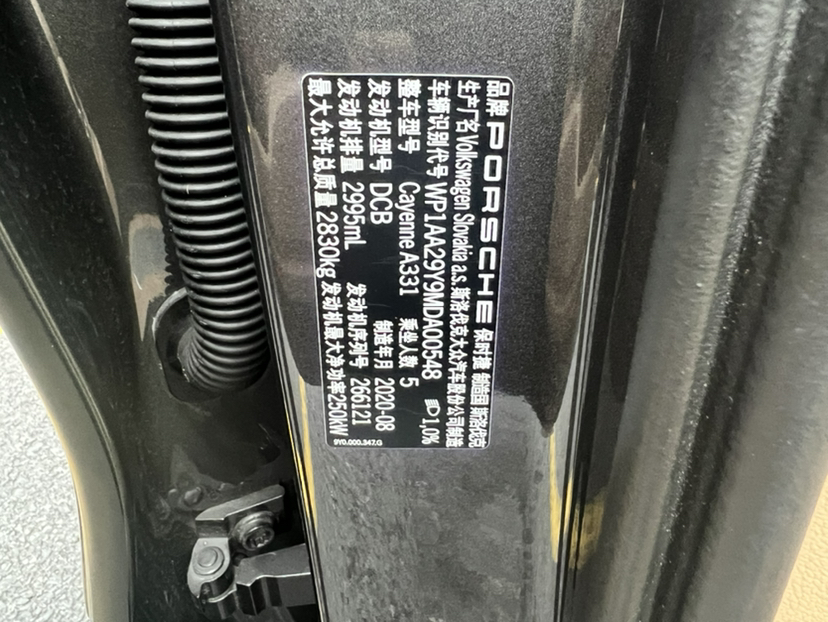 品牌 PORSCHE 保时捷 制造国 斯洛伐克
生产厂名 Volkswagen Slovakia a.s. 斯洛伐克大众汽车股份公司制造
车辆识别代号 WP1AA29Y9MDA00548 1,0%
整车型号 Cayenne A331 乘坐人数 5
发动机型号 DCB 制造年月 2020-08
发动机排量 2995mL 发动机序列号 266121
最大允许总质量 2830kg 发动机最大净功率250kW
9Y0.000.347.G